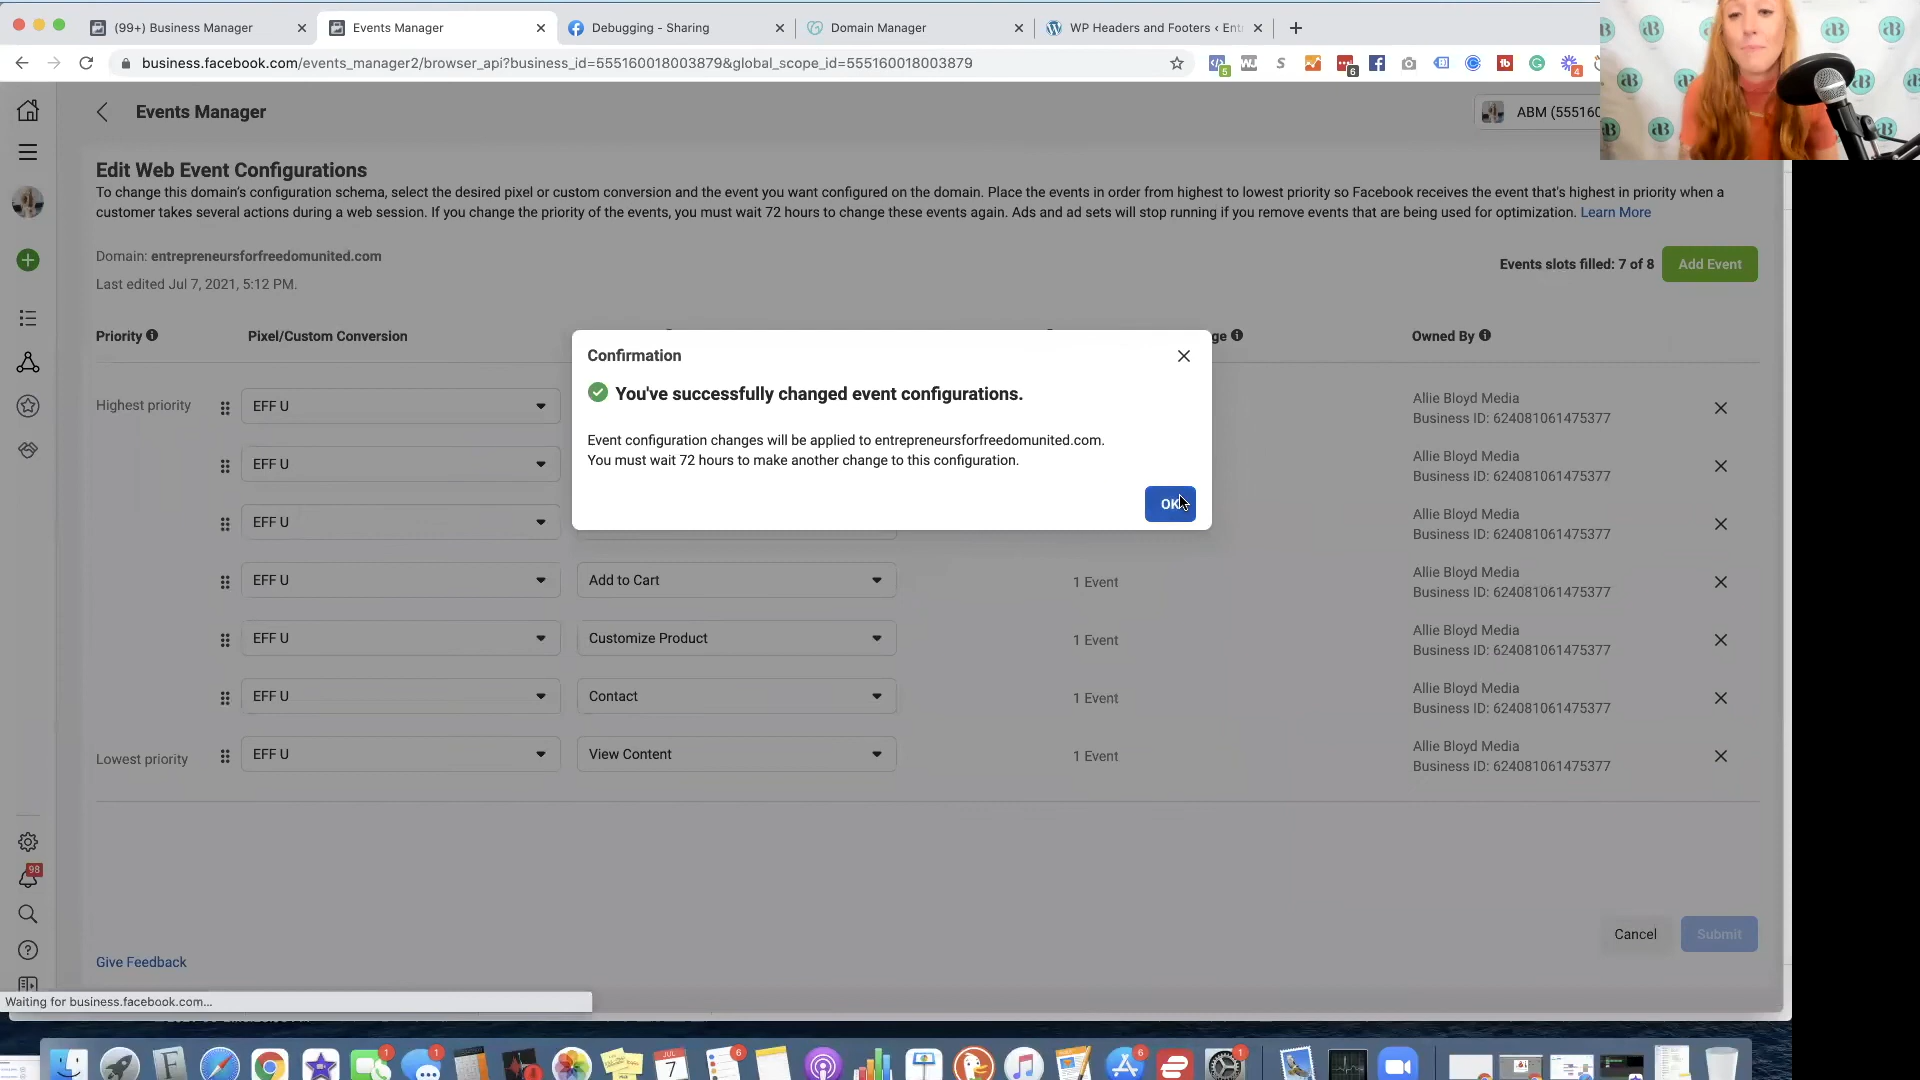 (99+) Business Manager
Events Manager
Debugging - Sharing
Domain Manager
WP Headers and Footers ‹ Ent
business.facebook.com/events_manager2/browser_api?business_id=555160018003879&global_scope_id=555160018003879
Events Manager
ABM (555160
Edit Web Event Configurations
To change this domain's configuration schema, select the desired pixel or custom conversion and the event you want configured on the domain. Place the events in order from highest to lowest priority so Facebook receives the event that's highest in priority when a
customer takes several actions during a web session. If you change the priority of the events, you must wait 72 hours to change these events again. Ads and ad sets will stop running if you remove events that are being used for optimization. Learn More
Domain: entrepreneursforfreedomunited.com
Last edited Jul 7, 2021, 5:12 PM.
Events slots filled: 7 of 8
Add Event
Priority
Pixel/Custom Conversion
ge
Owned By
Confirmation
You've successfully changed event configurations.
Event configuration changes will be applied to entrepreneursforfreedomunited.com.
You must wait 72 hours to make another change to this configuration.
OK
Highest priority
EFF U
Allie Bloyd Media
Business ID: 624081061475377
EFF U
Allie Bloyd Media
Business ID: 624081061475377
EFF U
Allie Bloyd Media
Business ID: 624081061475377
EFF U
Add to Cart
1 Event
Allie Bloyd Media
Business ID: 624081061475377
EFF U
Customize Product
1 Event
Allie Bloyd Media
Business ID: 624081061475377
EFF U
Contact
1 Event
Allie Bloyd Media
Business ID: 624081061475377
Lowest priority
EFF U
View Content
1 Event
Allie Bloyd Media
Business ID: 624081061475377
98
Cancel
Submit
Give Feedback
Waiting for business.facebook.com...
JUL
7